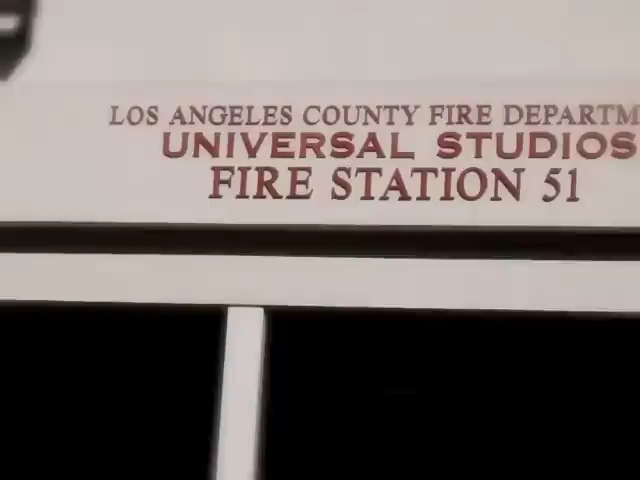 LOS ANGELES COUNTY FIRE DEPARTM
UNIVERSAL STUDIOS
FIRE STATION 51